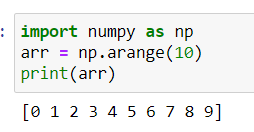 :
import numpy as np
arr = np.arange(10)
print(arr)
[0 1 2 3 4 5 6 7 8 9]